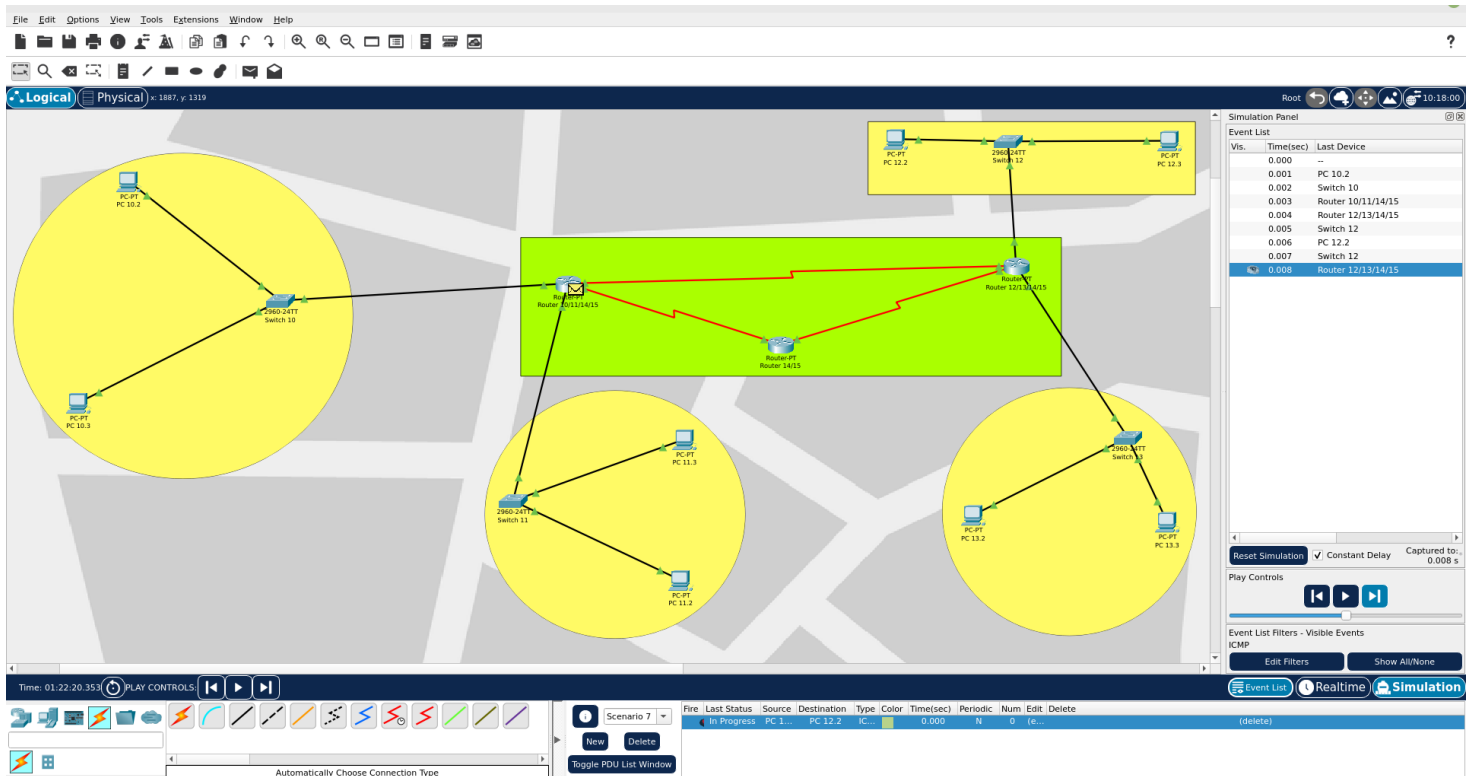 File Edit Options View Tools Extensions Window Help
?
Logical Physical x: 1887, y: 1319 Root 10:18:00
Simulation Panel
Event List
Vis. Time(sec) Last Device
0.000 --
0.001 PC 10.2
0.002 Switch 10
0.003 Router 10/11/14/15
0.004 Router 12/13/14/15
0.005 Switch 12
0.006 PC 12.2
0.007 Switch 12
0.008 Router 12/13/14/15
PC-PT
PC 12.2
2960-24TT
Switch 12
PC-PT
PC 12.3
PC-PT
PC 10.2
2960-24TT
Switch 10
PC-PT
PC 10.3
Router-PT
Router 10/11/14/15
Router-PT
Router 12/13/14/15
Router-PT
Router 14/15
PC-PT
PC 11.3
2960-24TT
Switch 11
PC-PT
PC 11.2
2960-24TT
Switch 13
PC-PT
PC 13.2
PC-PT
PC 13.3
Reset Simulation Constant Delay Captured to:
0.008 s
Play Controls
Event List Filters - Visible Events
ICMP
Edit Filters Show All/None
Time: 01:22:20.353 PLAY CONTROLS: Event List Realtime Simulation
Scenario 7
New Delete
Toggle PDU List Window
Fire Last Status Source Destination Type Color Time(sec) Periodic Num Edit Delete
In Progress PC 1... PC 12.2 IC... 0.000 N 0 (e... (delete)
Automatically Choose Connection Type